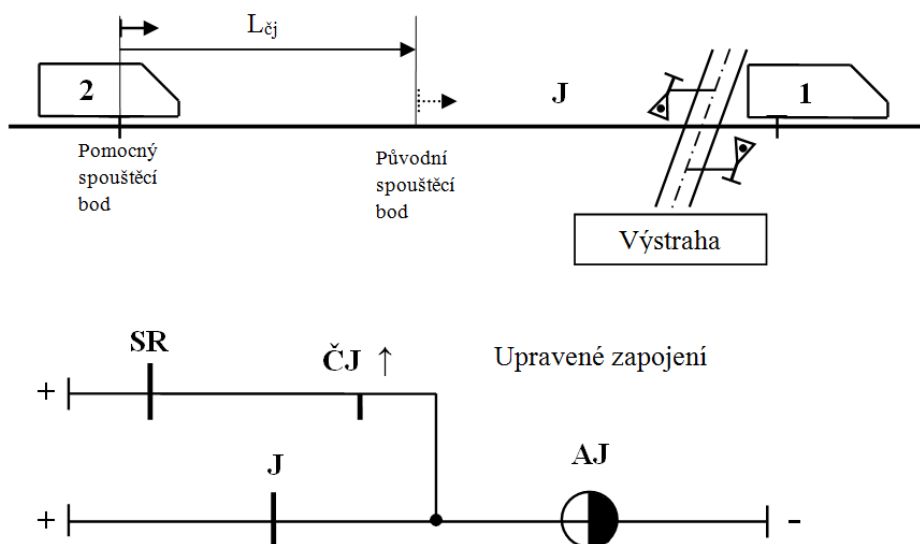 Lčj
2
J
1
Pomocný
spouštěcí
bod
Původní
spouštěcí
bod
Výstraha
SR
ČJ ↑
Upravené zapojení
+
J
AJ
+
-